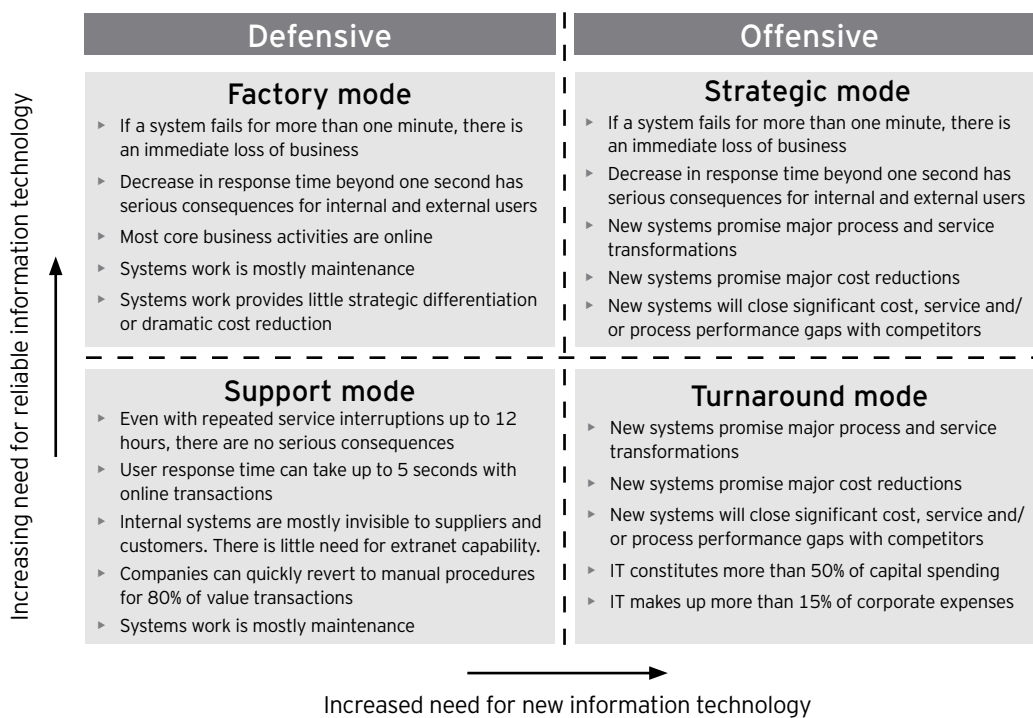 Defensive
Offensive
Factory mode
If a system fails for more than one minute, there is
an immediate loss of business
Decrease in response time beyond one second has
serious consequences for internal and external users
Most core business activities are online
Systems work is mostly maintenance
Systems work provides little strategic differentiation
or dramatic cost reduction
Strategic mode
If a system fails for more than one minute, there is
an immediate loss of business
Decrease in response time beyond one second has
serious consequences for internal and external users
New systems promise major process and service
transformations
New systems promise major cost reductions
New systems will close significant cost, service and/
or process performance gaps with competitors
Support mode
Even with repeated service interruptions up to 12
hours, there are no serious consequences
User response time can take up to 5 seconds with
online transactions
Internal systems are mostly invisible to suppliers and
customers. There is little need for extranet capability.
Companies can quickly revert to manual procedures
for 80% of value transactions
Systems work is mostly maintenance
Turnaround mode
New systems promise major process and service
transformations
New systems promise major cost reductions
New systems will close significant cost, service and/
or process performance gaps with competitors
IT constitutes more than 50% of capital spending
IT makes up more than 15% of corporate expenses
Increasing need for reliable information technology
Increased need for new information technology